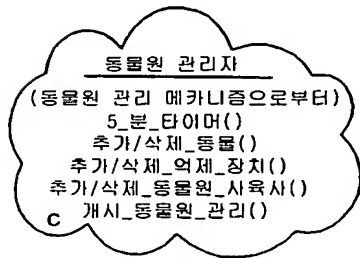 동물원 관리자
(동물원 관리 메카니즘으로부터)
5_분_타이머()
추가/삭제_동물()
추가/삭제_억제_장치()
추가/삭제_동물원_사육사()
개시_동물원_관리()
C